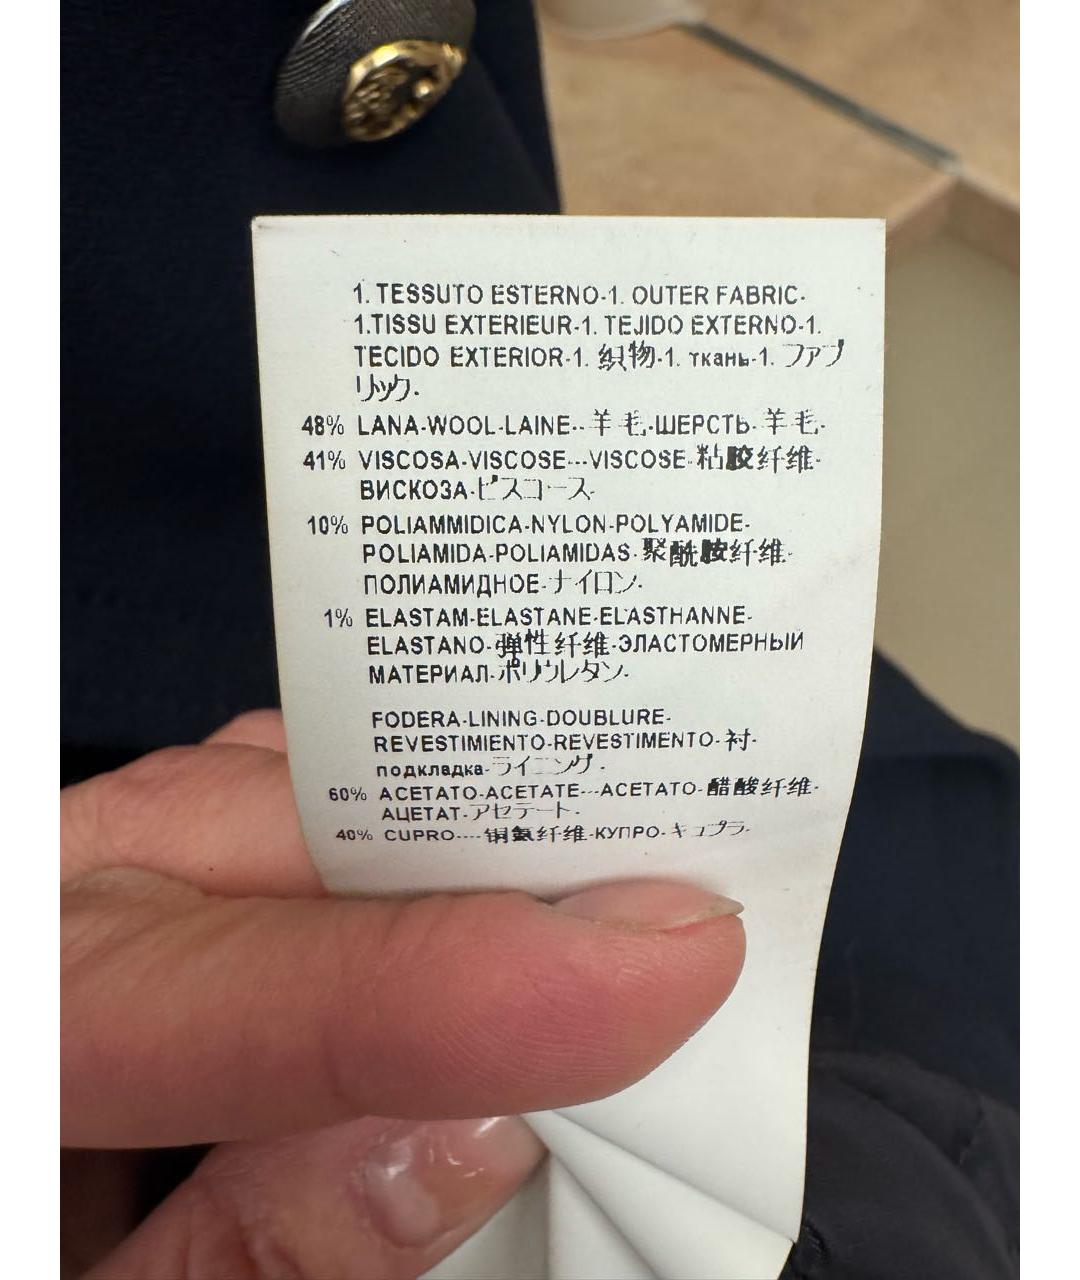 1. TESSUTO ESTERNO-1. OUTER FABRIC-
1.TISSU EXTERIEUR-1. TEJIDO EXTERNO-1.
TECIDO EXTERIOR-1. 织物-1. ткань-1. ファブ
リック-
48% LANA-WOOL-LAINE--羊毛-ШЕРСТЬ-羊毛-
41% VISCOSA-VISCOSE---VISCOSE-粘胶纤维-
ВИСКОЗА-ビスコース-
10% POLIAMMIDICA-NYLON-POLYAMIDE-
POLIAMIDA-POLIAMIDAS-聚酰胺纤维-
ПОЛИАМИДНОЕ-ナイロン-
1% ELASTAM-ELASTANE-ELASTHANNE-
ELASTANO-弹性纤维-ЭЛАСТОМЕРНЫЙ
МАТЕРИАЛ-ポリウレタン-
FODERA-LINING-DOUBLURE-
REVESTIMIENTO-REVESTIMENTO-衬-
подкладка-ライニング-
60% ACETATO-ACETATE---ACETATO-醋酸纤维-
АЦЕТАТ-アセテート-
40% CUPRO----铜氨纤维-КУПРО-キュプラ-